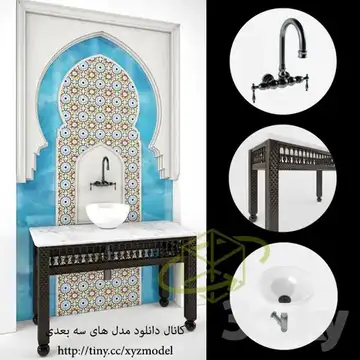 کانال دانلود مدل های سه بعدی
http://tiny.cc/xyzmodel